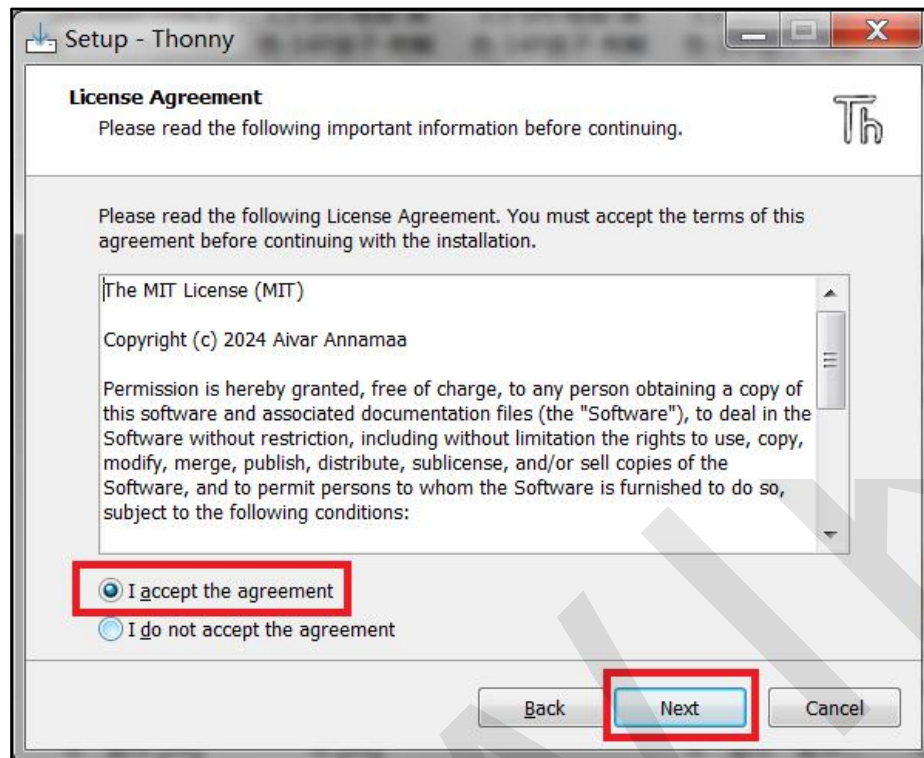 Setup - Thonny
License Agreement
Please read the following important information before continuing.
Th
Please read the following License Agreement. You must accept the terms of this
agreement before continuing with the installation.
The MIT License (MIT)
Copyright (c) 2024 Aivar Annamaa
Permission is hereby granted, free of charge, to any person obtaining a copy of
this software and associated documentation files (the "Software"), to deal in the
Software without restriction, including without limitation the rights to use, copy,
modify, merge, publish, distribute, sublicense, and/or sell copies of the
Software, and to permit persons to whom the Software is furnished to do so,
subject to the following conditions:
I accept the agreement
I do not accept the agreement
Back Next Cancel